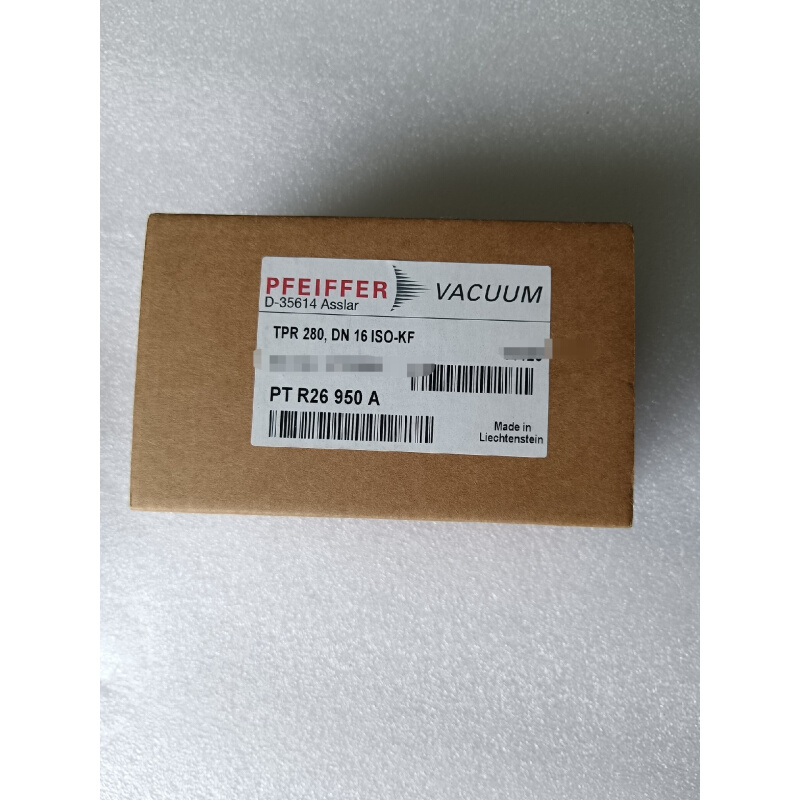 PFEIFFER VACUUM
D-35614 Asslar
TPR 280, DN 16 ISO-KF
PT R26 950 A
Made in
Liechtenstein